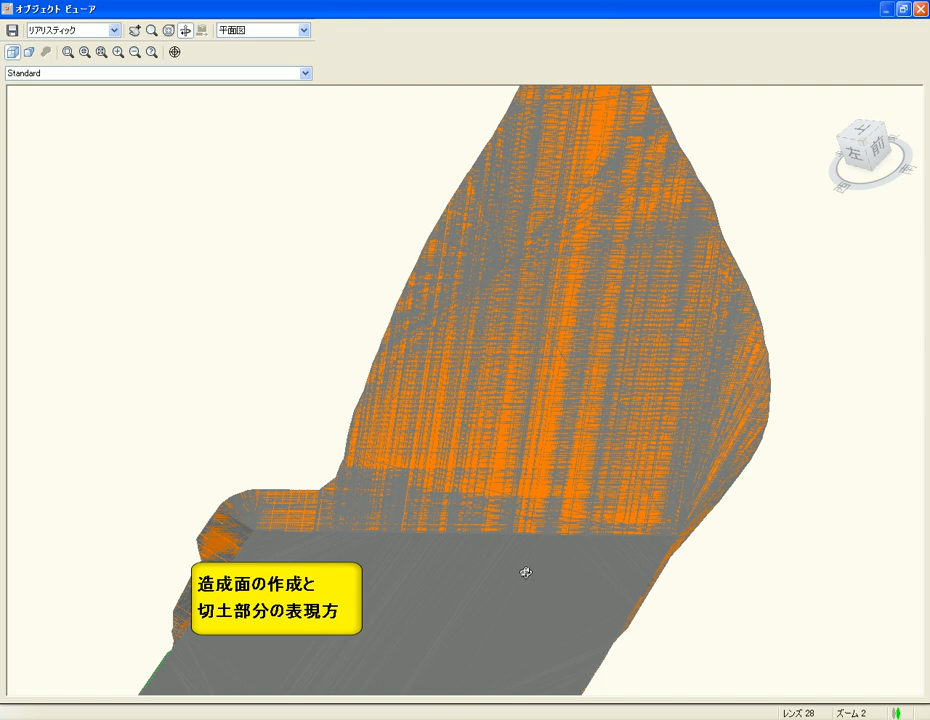 オブジェクト ビューア
リアリスティック
平面図
Standard
上
左
前
西
南
造成面の作成と
切土部分の表現方
レンズ 28
ズーム 2